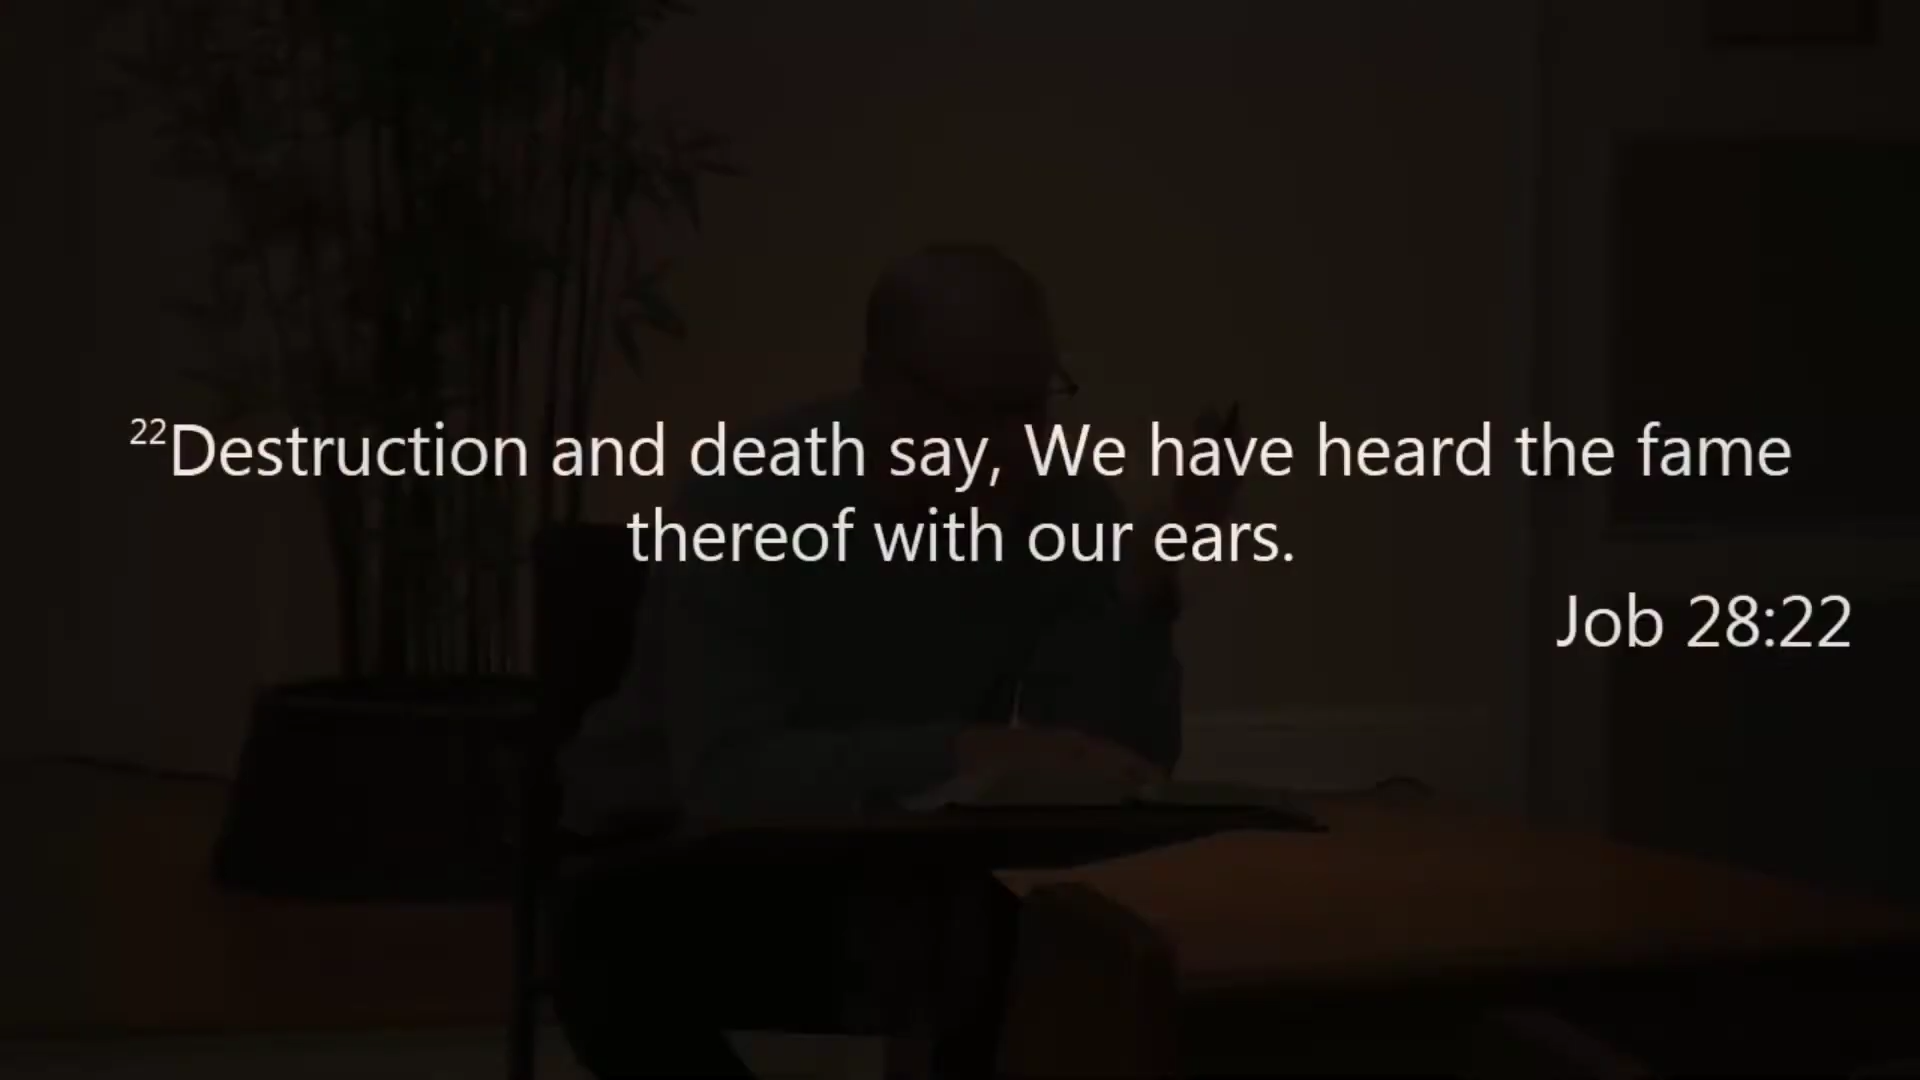 ²²Destruction and death say, We have heard the fame
thereof with our ears.
Job 28:22